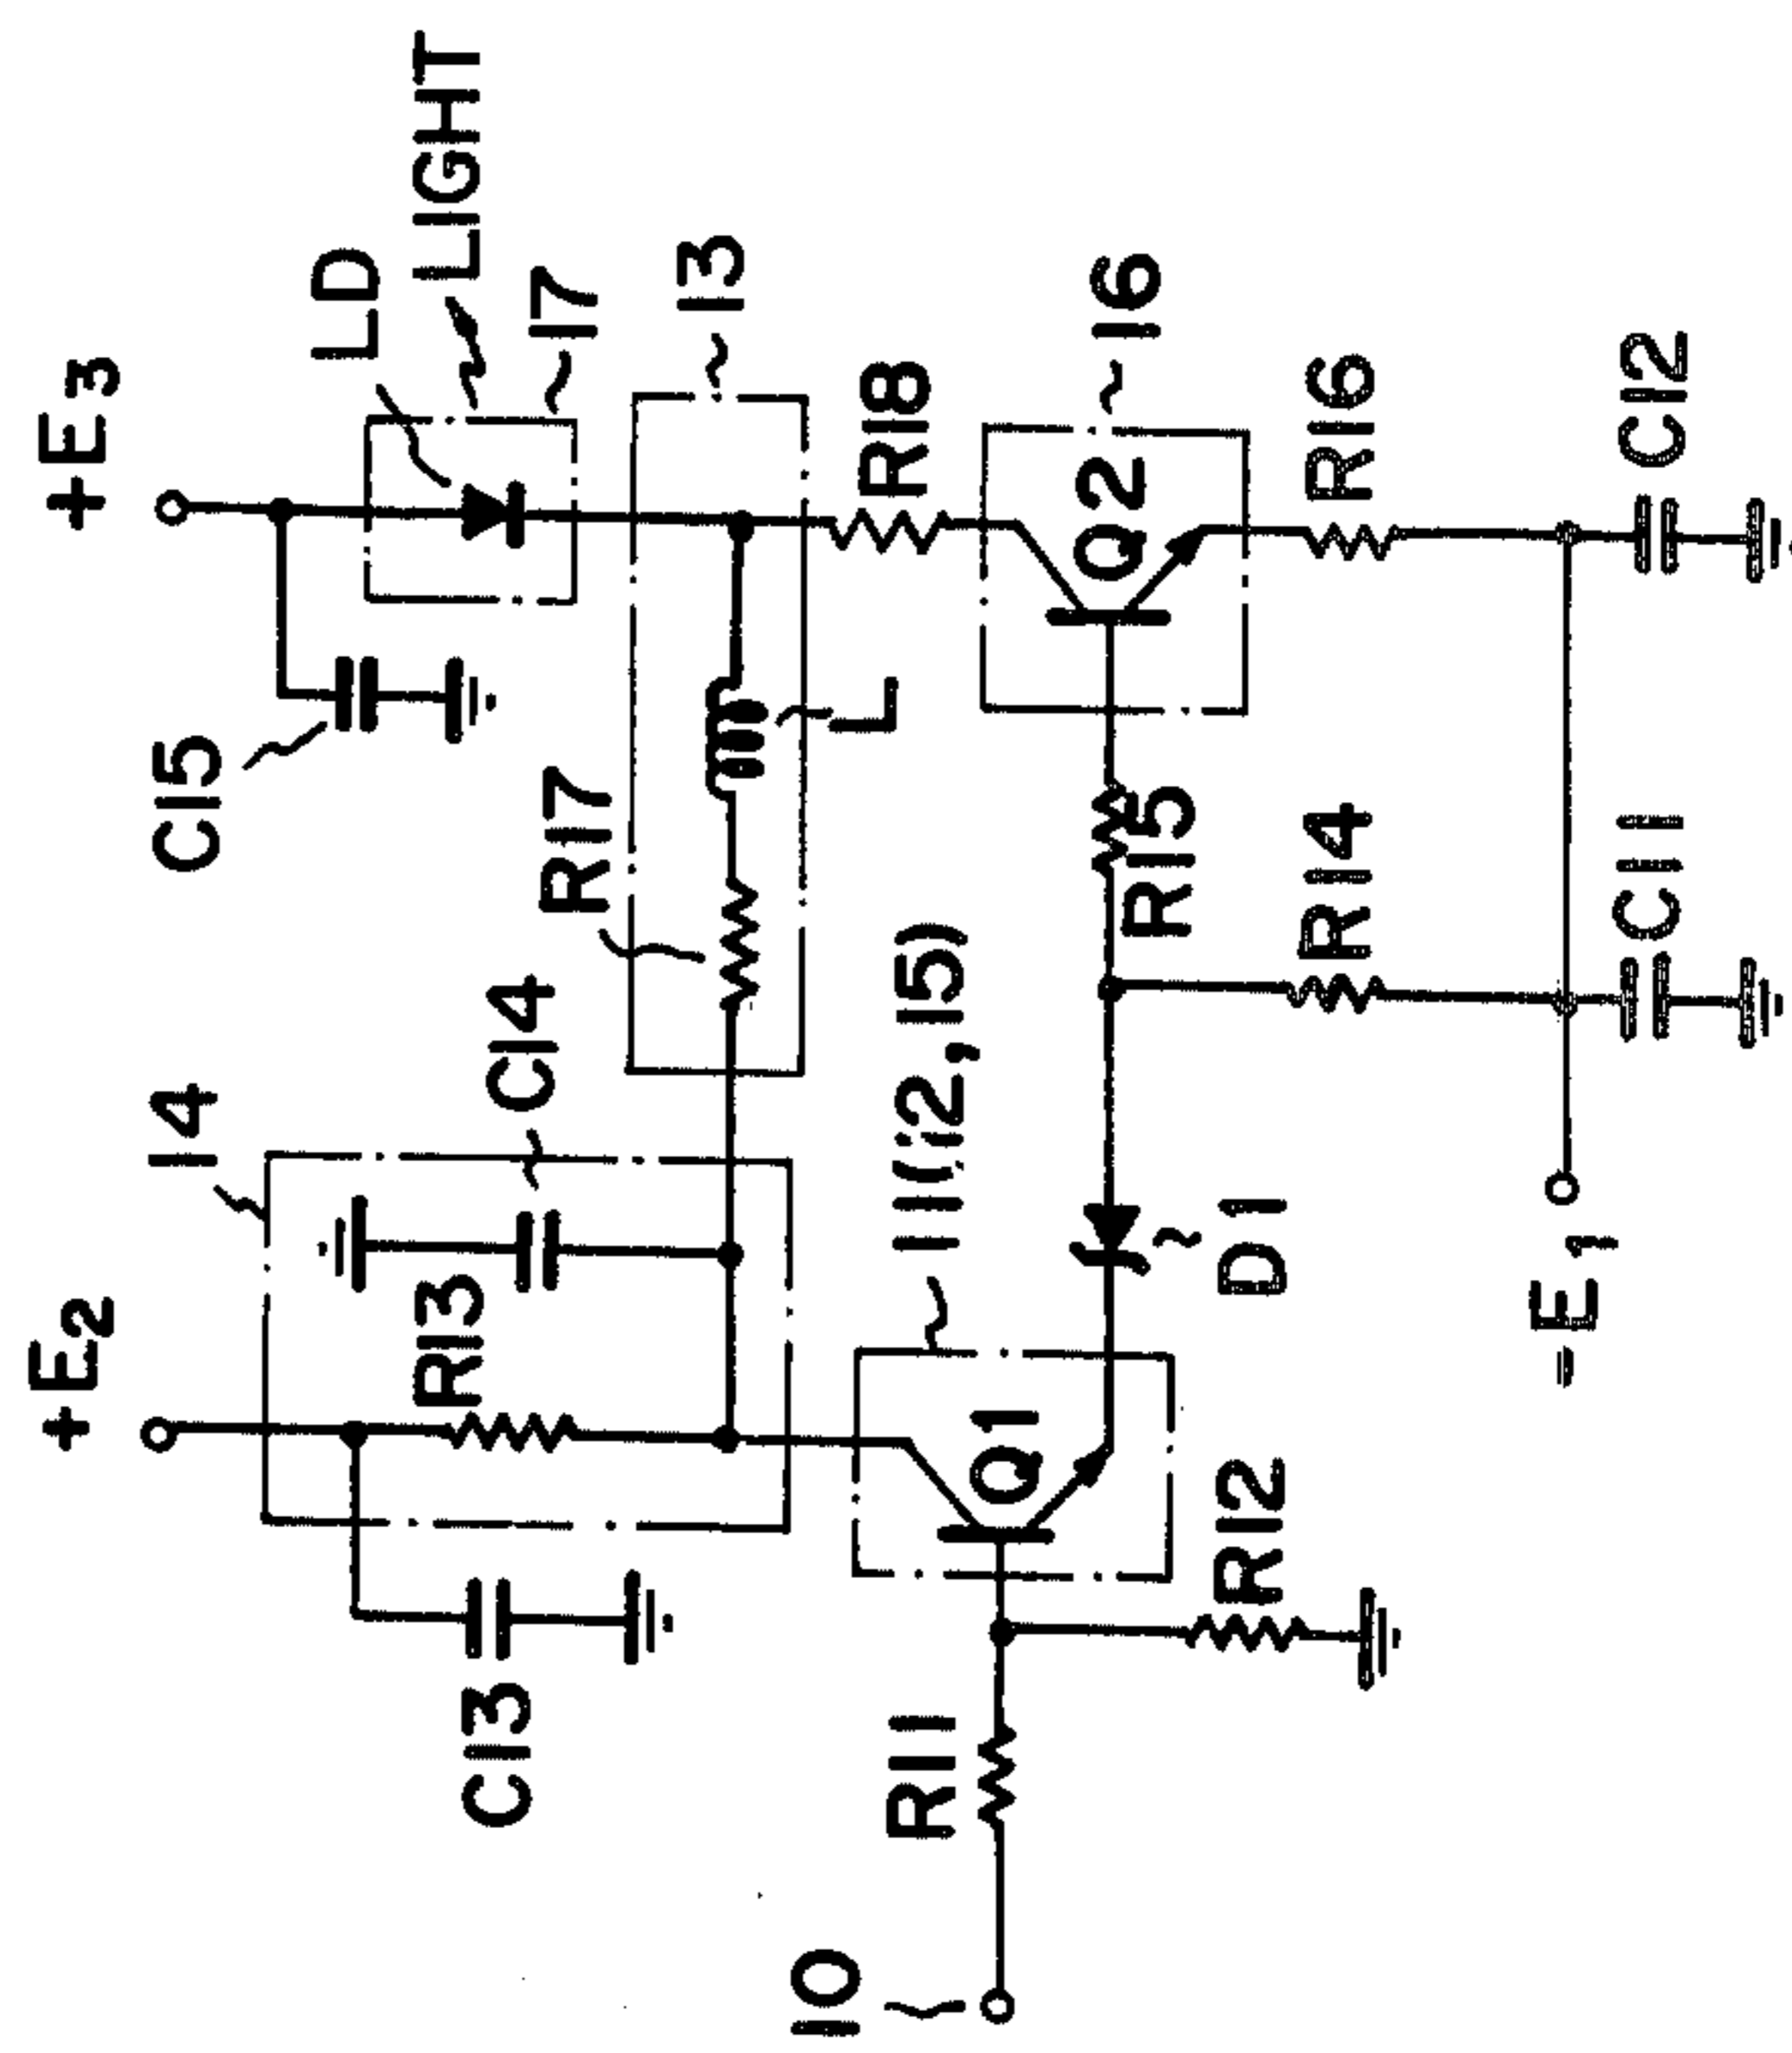 +E2
+E3
14
C14
R17
C15
LD
LIGHT
17
13
R13
C13
L
R18
11(12,15)
Q1
Q2
16
R11
10
R12
D1
R15
R14
R16
-E1
C11
C12